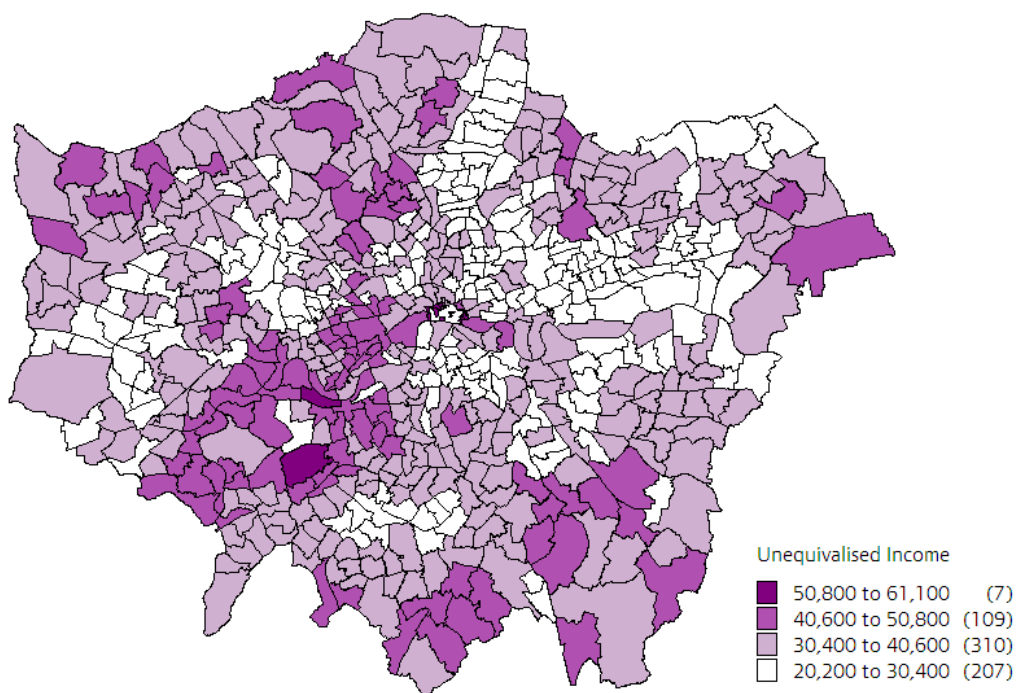 Unequivalised Income
50,800 to 61,100 (7)
40,600 to 50,800 (109)
30,400 to 40,600 (310)
20,200 to 30,400 (207)